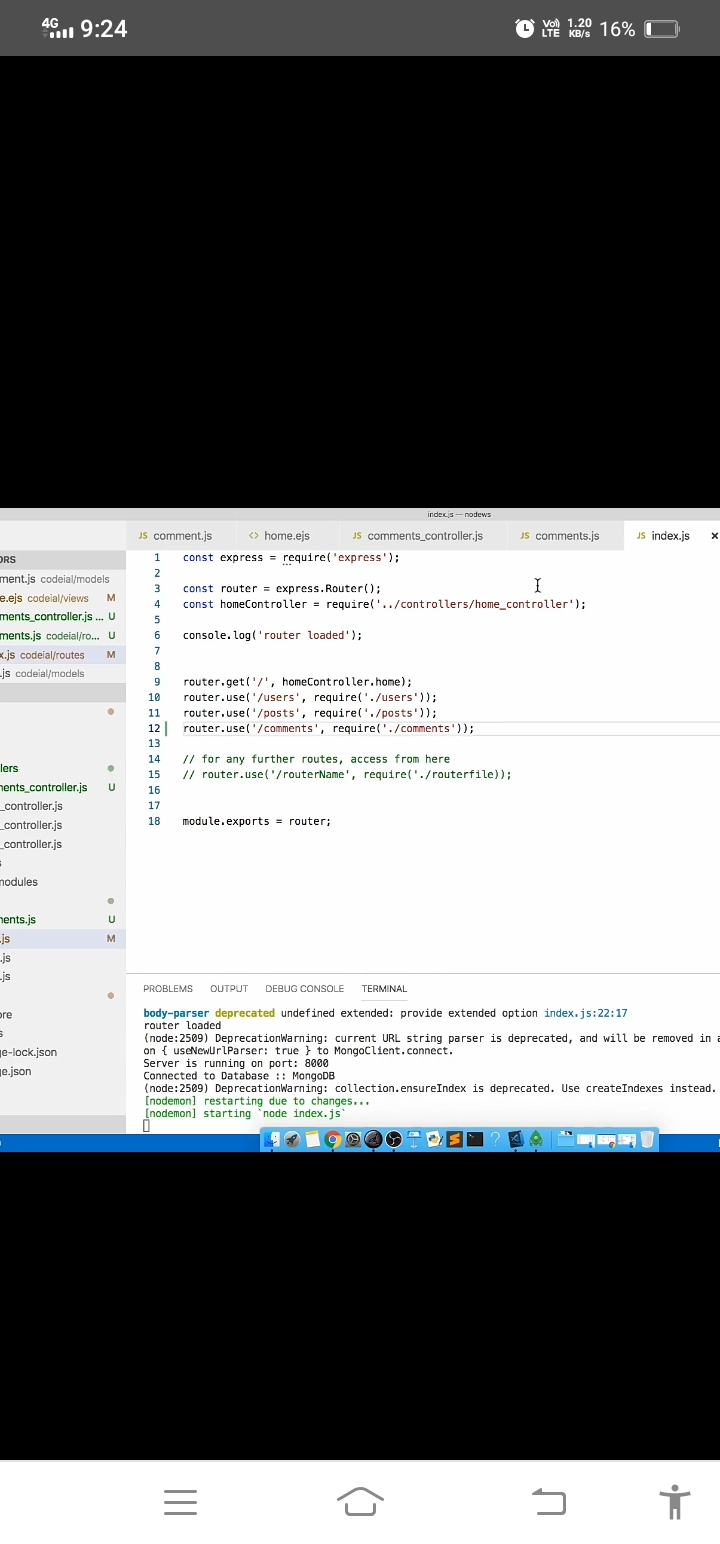 4G 9:24 Vo) LTE 1.20 KB/s 16%
index.js — nodews
JS comment.js <> home.ejs JS comments_controller.js JS comments.js JS index.js ×
ORS
ment.js codeial/models
e.ejs codeial/views M
ments_controller.js ... U
ments.js codeial/ro... U
x.js codeial/routes M
.js codeial/models
lers
ments_controller.js U
_controller.js
_controller.js
_controller.js
s
modules
ments.js U
.js M
.js
.js
ore
s
ge-lock.json
ge.json
1 const express = require('express');
2
3 const router = express.Router();
4 const homeController = require('../controllers/home_controller');
5
6 console.log('router loaded');
7
8
9 router.get('/', homeController.home);
10 router.use('/users', require('./users'));
11 router.use('/posts', require('./posts'));
12 router.use('/comments', require('./comments'));
13
14 // for any further routes, access from here
15 // router.use('/routerName', require('./routerfile));
16
17
18 module.exports = router;
PROBLEMS OUTPUT DEBUG CONSOLE TERMINAL
body-parser deprecated undefined extended: provide extended option index.js:22:17
router loaded
(node:2509) DeprecationWarning: current URL string parser is deprecated, and will be removed in a
on { useNewUrlParser: true } to MongoClient.connect.
Server is running on port: 8000
Connected to Database :: MongoDB
(node:2509) DeprecationWarning: collection.ensureIndex is deprecated. Use createIndexes instead.
[nodemon] restarting due to changes...
[nodemon] starting `node index.js`